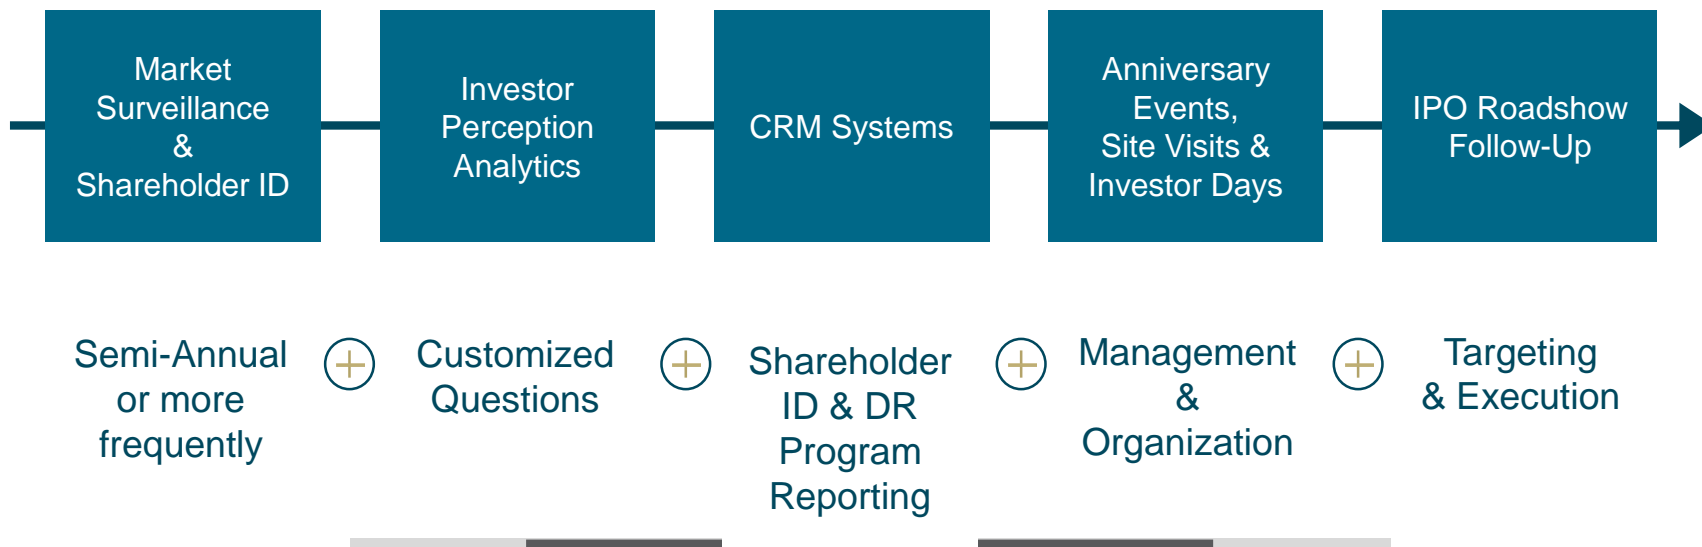 Market
Surveillance
&
Shareholder ID
Investor
Perception
Analytics
CRM Systems
Anniversary
Events,
Site Visits &
Investor Days
IPO Roadshow
Follow-Up
Semi-Annual
or more
frequently
Customized
Questions
Shareholder
ID & DR
Program
Reporting
Management
&
Organization
Targeting
& Execution